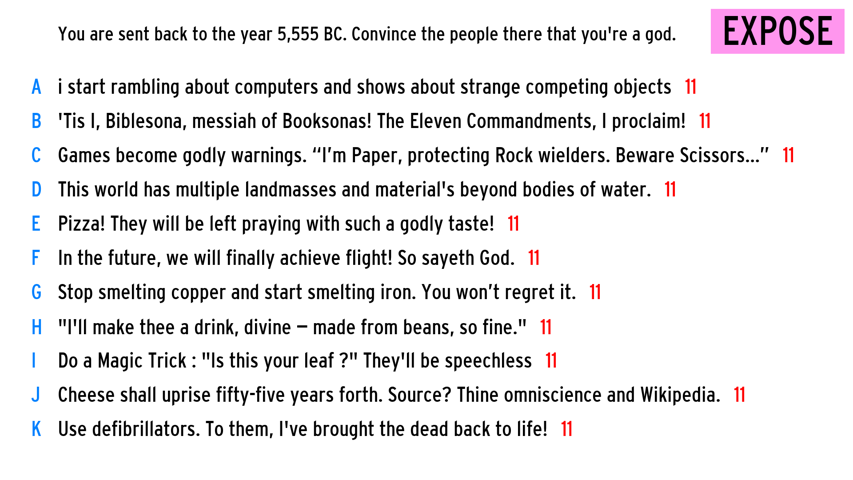 You are sent back to the year 5,555 BC. Convince the people there that you're a god.
EXPOSE
A i start rambling about computers and shows about strange competing objects 11
B 'Tis I, Biblesona, messiah of Booksonas! The Eleven Commandments, I proclaim! 11
C Games become godly warnings. “I’m Paper, protecting Rock wielders. Beware Scissors...” 11
D This world has multiple landmasses and material's beyond bodies of water. 11
E Pizza! They will be left praying with such a godly taste! 11
F In the future, we will finally achieve flight! So sayeth God. 11
G Stop smelting copper and start smelting iron. You won’t regret it. 11
H "I'll make thee a drink, divine – made from beans, so fine." 11
I Do a Magic Trick : "Is this your leaf ?" They'll be speechless 11
J Cheese shall uprise fifty-five years forth. Source? Thine omniscience and Wikipedia. 11
K Use defibrillators. To them, I've brought the dead back to life! 11